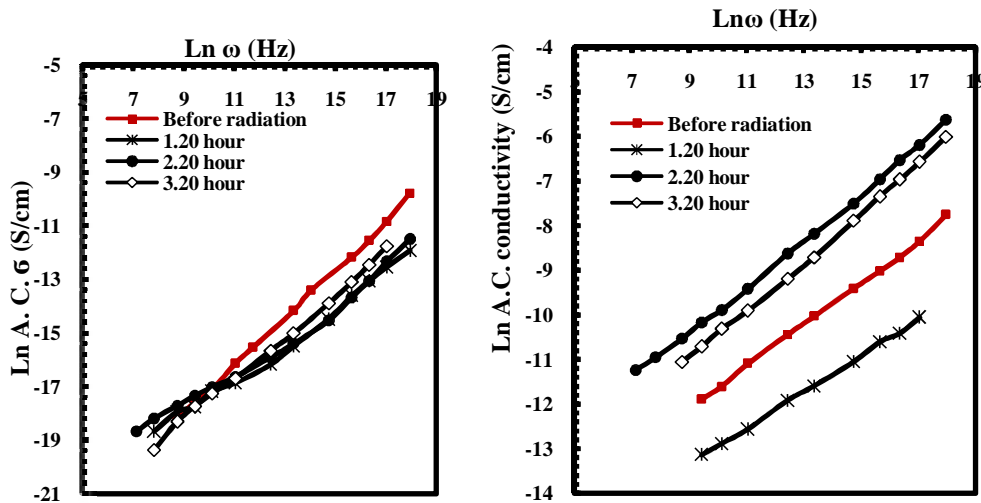 Ln ω (Hz)
-5
5 7 9 11 13 15 17 19
-7
Before radiation
1.20 hour
2.20 hour
3.20 hour
-9
-11
-13
-15
-17
-19
-21
Ln A. C. σ (S/cm)
Lnω (Hz)
-4
5 7 9 11 13 15 17 19
-5
Before radiation
1.20 hour
2.20 hour
3.20 hour
-6
-7
-8
-9
-10
-11
-12
-13
-14
Ln A.C. conductivity (S/cm)